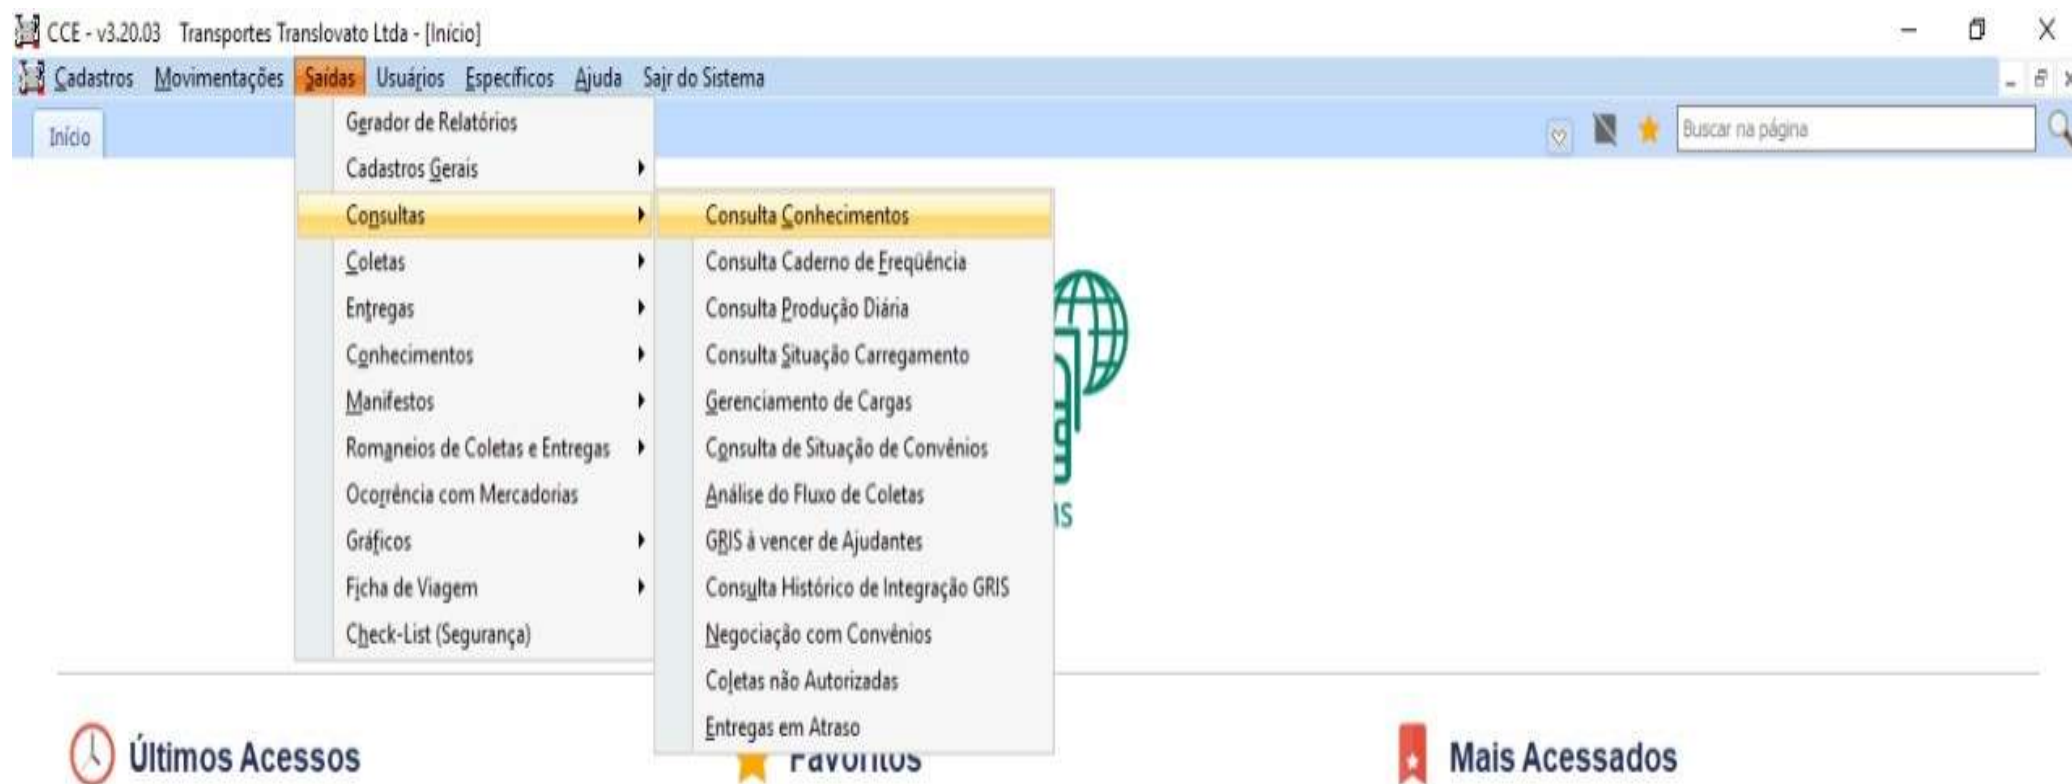 CCE - v3.20.03 Transportes Translovato Ltda - [Início]
Cadastros Movimentações Saídas Usuários Específicos Ajuda Sair do Sistema
Início
Buscar na página
Gerador de Relatórios
Cadastros Gerais
Consultas
Coletas
Entregas
Conhecimentos
Manifestos
Romaneios de Coletas e Entregas
Ocorrência com Mercadorias
Gráficos
Ficha de Viagem
Check-List (Segurança)
Consulta Conhecimentos
Consulta Caderno de Freqüência
Consulta Produção Diária
Consulta Situação Carregamento
Gerenciamento de Cargas
Consulta de Situação de Convênios
Análise do Fluxo de Coletas
GRIS à vencer de Ajudantes
Consulta Histórico de Integração GRIS
Negociação com Convênios
Coletas não Autorizadas
Entregas em Atraso
Últimos Acessos
Favoritos
Mais Acessados